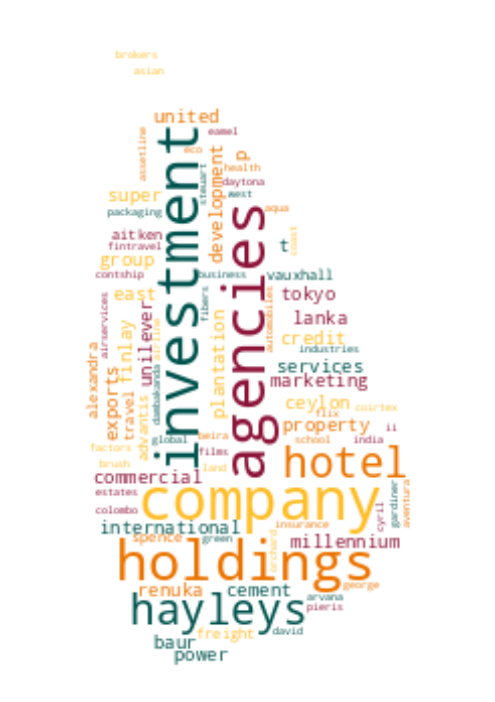 brokers
asian
united
eamel
investment
assetline
eco
steuart
development
p
health
daytona
west
super
packaging
aqua
agencies
aitken
fintravel
t
coast
group
contship
business
vauxhall
east
fibers
tokyo
airservices
unilever
airline
plantation
automobiles
lanka
finlay
credit
industries
alexandra
exports
travel
advantis
dambakanda
services
marketing
ceylon
coirtex
flix
property
ii
global
beira
school
india
factors
films
hotel
brush
land
commercial
estates
company
colombo
cyril
gardiner
aventura
international
insurance
spence
green
orchard
millennium
holdings
george
renuka
cement
arvana
pieris
hayleys
freight
david
baur
power